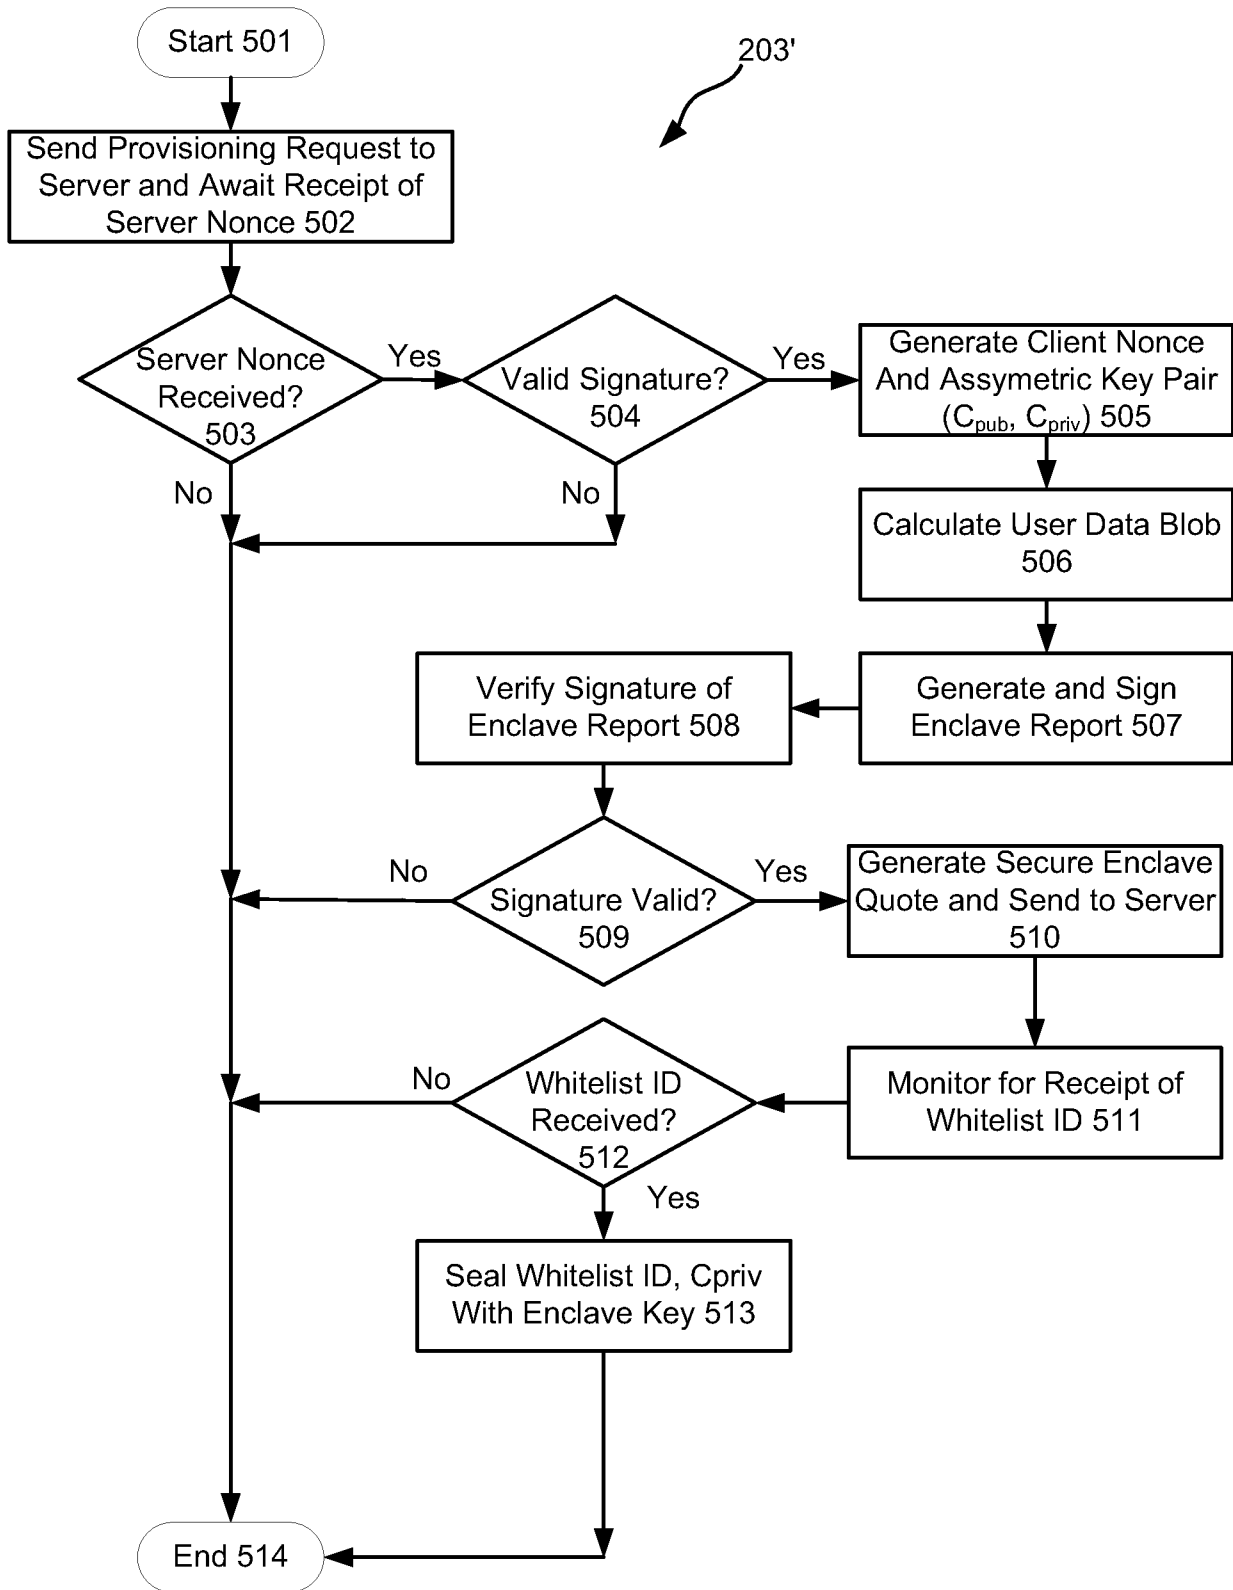 Start 501
203'
Send Provisioning Request to
Server and Await Receipt of
Server Nonce 502
Server Nonce
Received?
503
Yes
No
Valid Signature?
504
Yes
No
Generate Client Nonce
And Assymetric Key Pair
(Cpub, Cpriv) 505
Calculate User Data Blob
506
Generate and Sign
Enclave Report 507
Verify Signature of
Enclave Report 508
Signature Valid?
509
No
Yes
Generate Secure Enclave
Quote and Send to Server
510
Monitor for Receipt of
Whitelist ID 511
Whitelist ID
Received?
512
No
Yes
Seal Whitelist ID, Cpriv
With Enclave Key 513
End 514